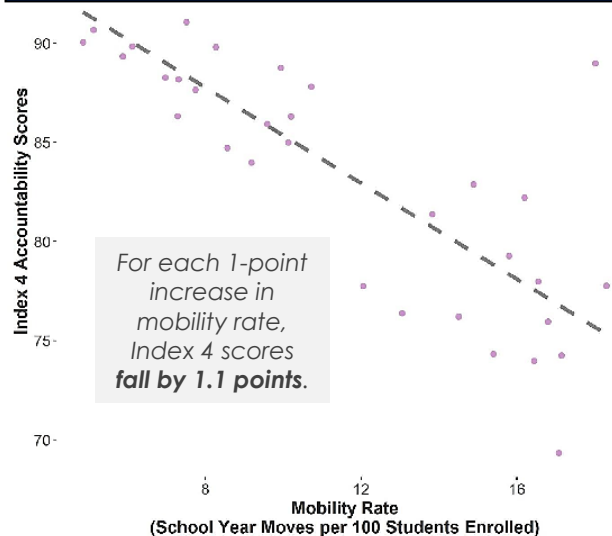 90-
85-
80-
75-
70-
Index 4 Accountability Scores
For each 1-point
increase in
mobility rate,
Index 4 scores
fall by 1.1 points.
8
12
16
Mobility Rate
(School Year Moves per 100 Students Enrolled)